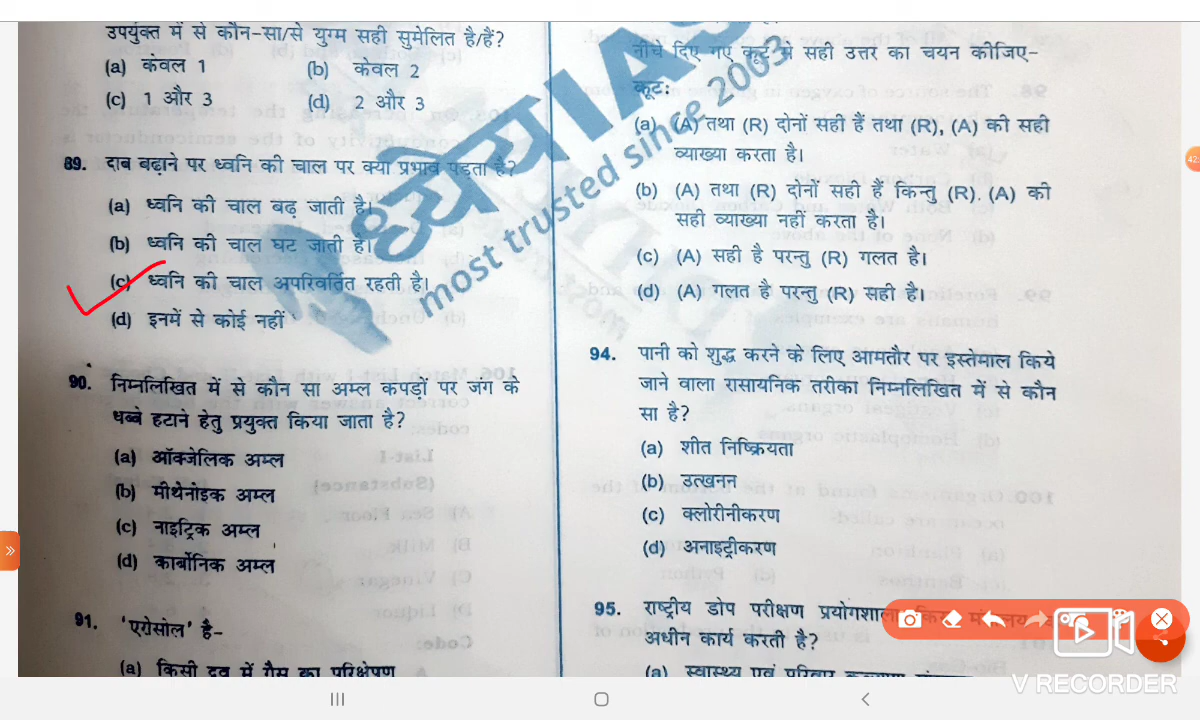 उपर्युक्त में से कौन-सा/से युग्म सही सुमेलित है/हैं?
(a) केवल 1
(b) केवल 2
(c) 1 और 3
(d) 2 और 3
89. दाब बढ़ाने पर ध्वनि की चाल पर क्या प्रभाव पड़ता है?
(a) ध्वनि की चाल बढ़ जाती है।
(b) ध्वनि की चाल घट जाती है।
(c) ध्वनि की चाल अपरिवर्तित रहती है।
(d) इनमें से कोई नहीं
90. निम्नलिखित में से कौन सा अम्ल कपड़ों पर जंग के
धब्बे हटाने हेतु प्रयुक्त किया जाता है?
(a) ऑक्जेलिक अम्ल
(b) मीथेनोइक अम्ल
(c) नाइट्रिक अम्ल
(d) कार्बोनिक अम्ल
91. 'एरोसोल' है-
(a) किसी द्रव में गैस का परिक्षेपण
नीचे दिए गए कूट में सही उत्तर का चयन कीजिए-
कूट:
(a) (A) तथा (R) दोनों सही हैं तथा (R), (A) की सही
व्याख्या करता है।
(b) (A) तथा (R) दोनों सही हैं किन्तु (R). (A) की
सही व्याख्या नहीं करता है।
(c) (A) सही है परन्तु (R) गलत है।
(d) (A) गलत है परन्तु (R) सही है।
94. पानी को शुद्ध करने के लिए आमतौर पर इस्तेमाल किये
जाने वाला रासायनिक तरीका निम्नलिखित में से कौन
सा है?
(a) शीत निष्क्रियता
(b) उत्खनन
(c) क्लोरीनीकरण
(d) अनाइट्रीकरण
95. राष्ट्रीय डोप परीक्षण प्रयोगशाला
अधीन कार्य करती है?
(a) स्वास्थ्य एवं परिवार
ध्येय IAS
most trusted since 2003
42
V RECORDER